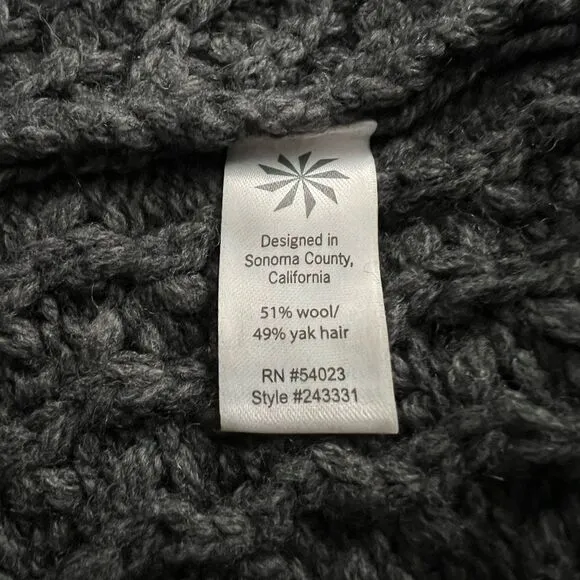 Designed in
Sonoma County,
California
51% wool/
49% yak hair
RN #54023
Style #243331